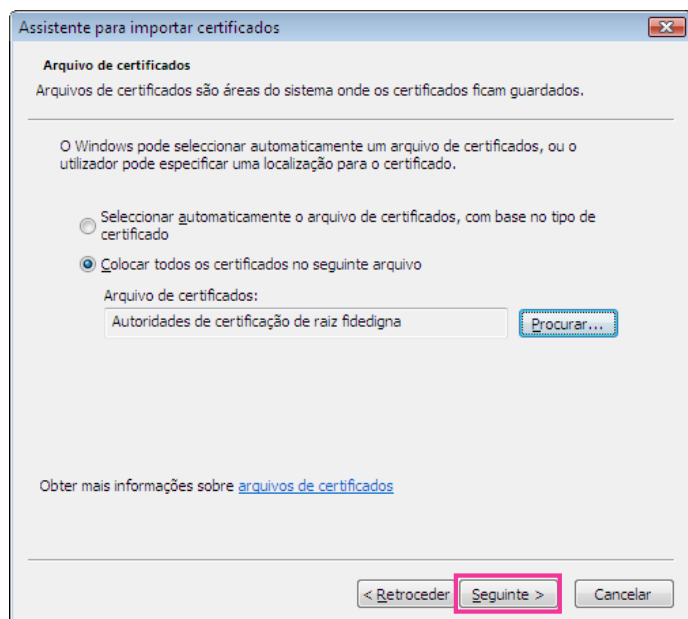 Assistente para importar certificados
Arquivo de certificados
Arquivos de certificados são áreas do sistema onde os certificados ficam guardados.
O Windows pode seleccionar automaticamente um arquivo de certificados, ou o
utilizador pode especificar uma localização para o certificado.
Seleccionar automaticamente o arquivo de certificados, com base no tipo de
certificado
Colocar todos os certificados no seguinte arquivo
Arquivo de certificados:
Autoridades de certificação de raiz fidedigna
Procurar...
Obter mais informações sobre arquivos de certificados
< Retroceder
Seguinte >
Cancelar